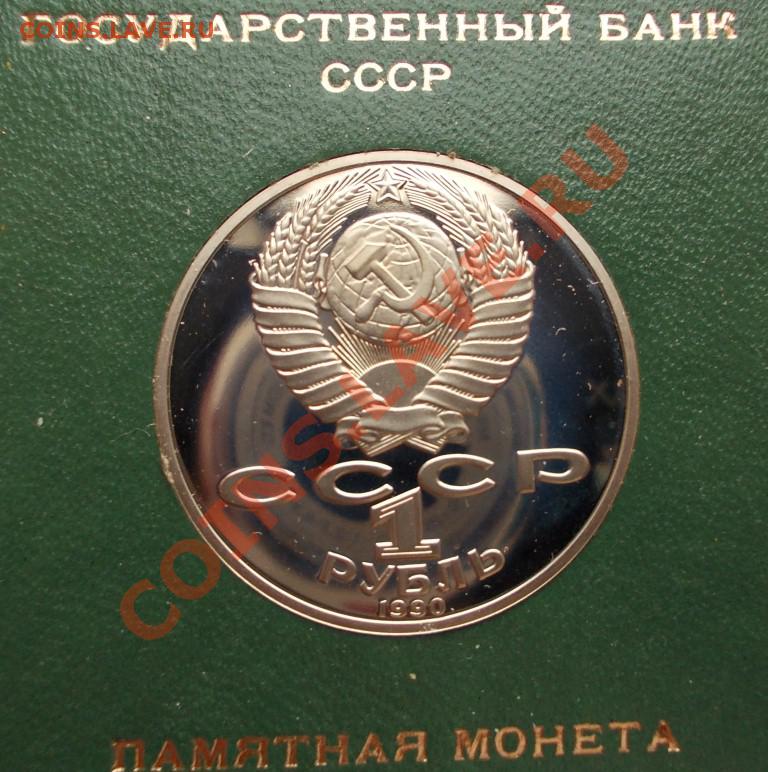 COINS.LAVE.RU
ГОСУДАРСТВЕННЫЙ БАНК
СССР
COINS.LAVE.RU
СССР
1
РУБЛЬ
1990
ПАМЯТНАЯ МОНЕТА